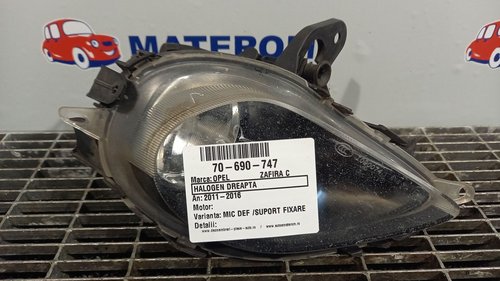 MATEROM
70-690-747
Marca: OPEL ZAFIRA C
HALOGEN DREAPTA
An: 2011-2016
Motor:
Varianta: MIC DEF /SUPORT FIXARE
Detalii: